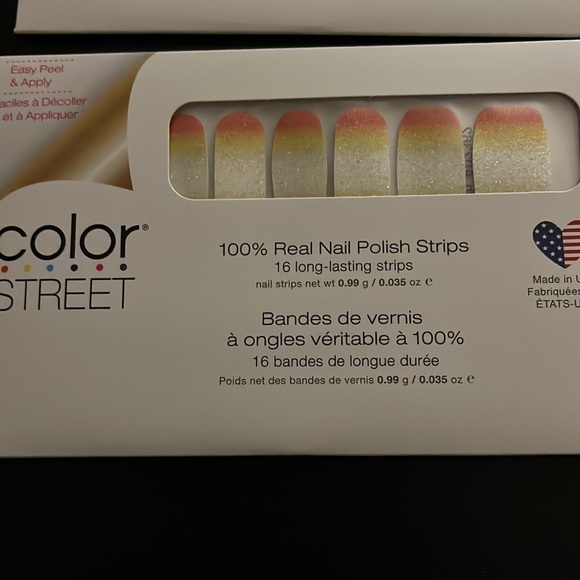 Easy Peel
& Apply
aciles à Décoller
et à Appliquer
color®
STREET
100% Real Nail Polish Strips
16 long-lasting strips
nail strips net wt 0.99 g / 0.035 oz ℮
Bandes de vernis
à ongles véritable à 100%
16 bandes de longue durée
Poids net des bandes de vernis 0.99 g / 0.035 oz ℮
Made in U
Fabriquées
ÉTATS-U